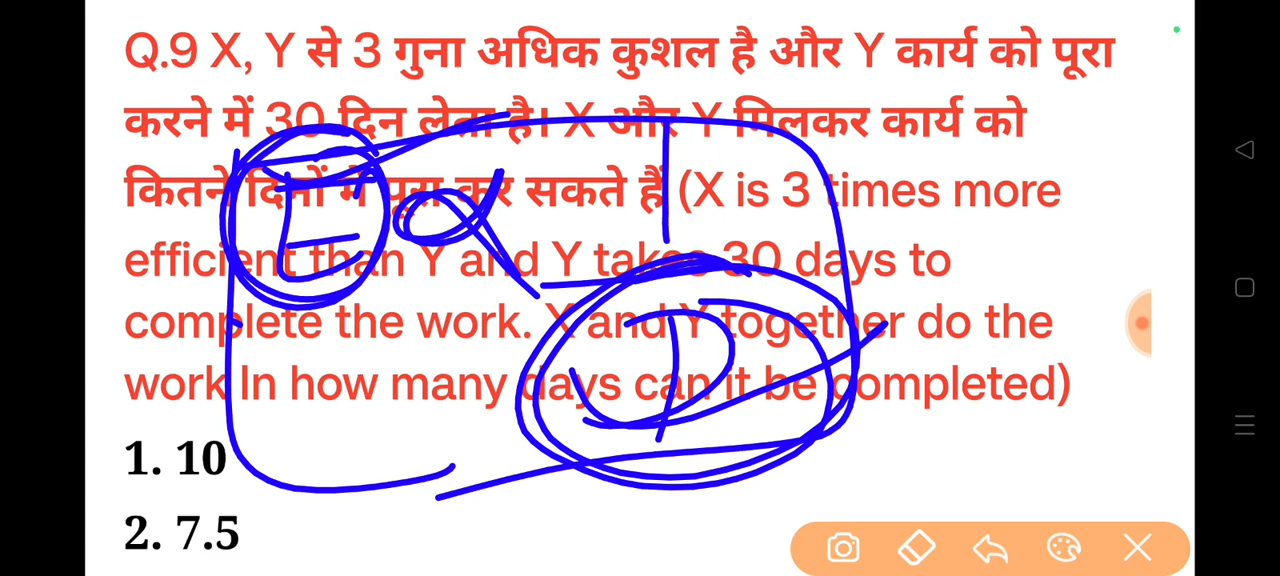 Q.9 X, Y से 3 गुना अधिक कुशल है और Y कार्य को पूरा
करने में 30 दिन लेता है। X और Y मिलकर कार्य को
कितने दिनों में पूरा कर सकते हैं (X is 3 times more
efficient than Y and Y takes 30 days to
complete the work. X and Y together do the
work In how many days can it be completed)
1. 10
2. 7.5
E α 1
D